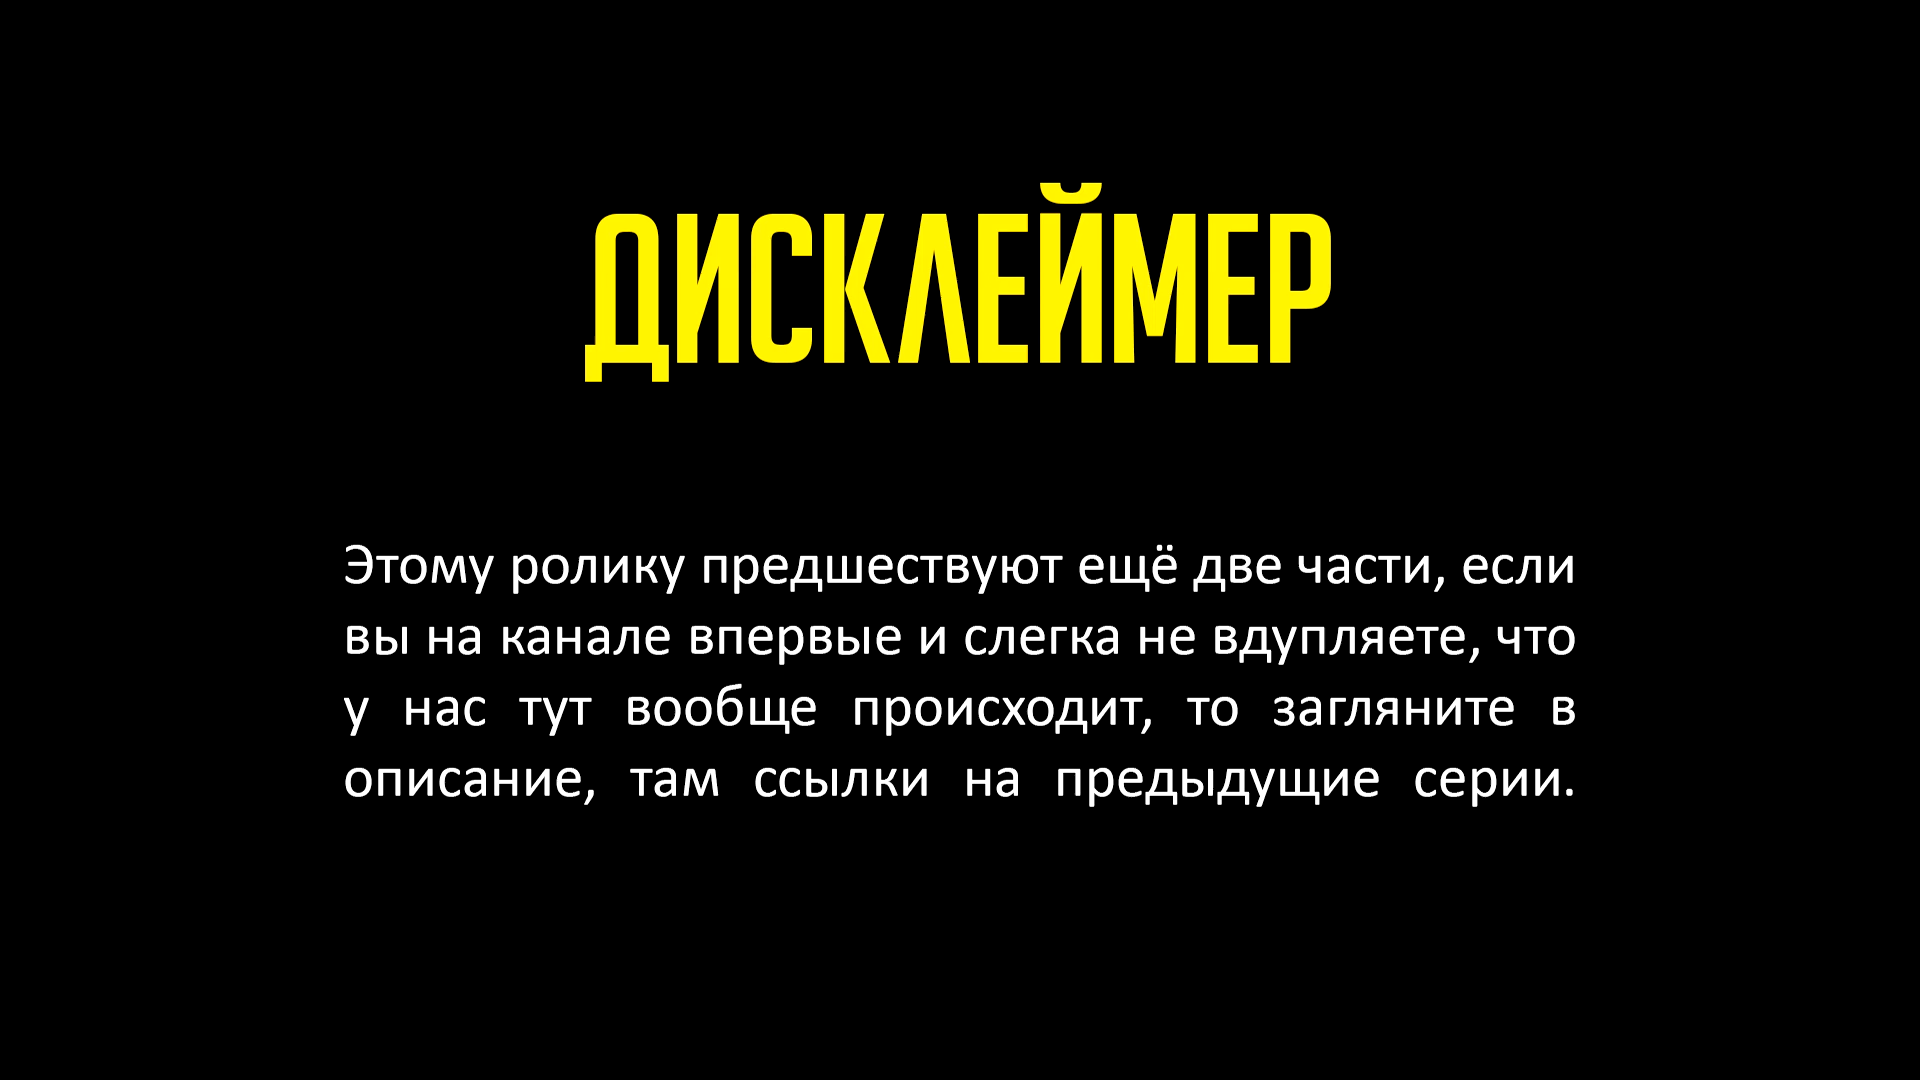 ДИСКЛЕЙМЕР
Этому ролику предшествуют ещё две части, если
вы на канале впервые и слегка не вдупляете, что
у нас тут вообще происходит, то загляните в
описание, там ссылки на предыдущие серии.